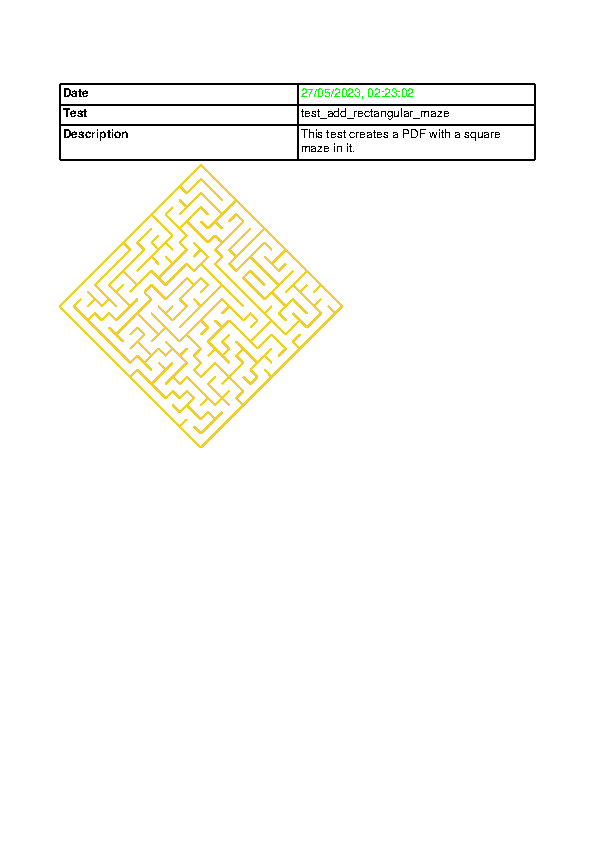 Date 27/05/2023, 02:23:02
Test test_add_rectangular_maze
Description This test creates a PDF with a square
maze in it.